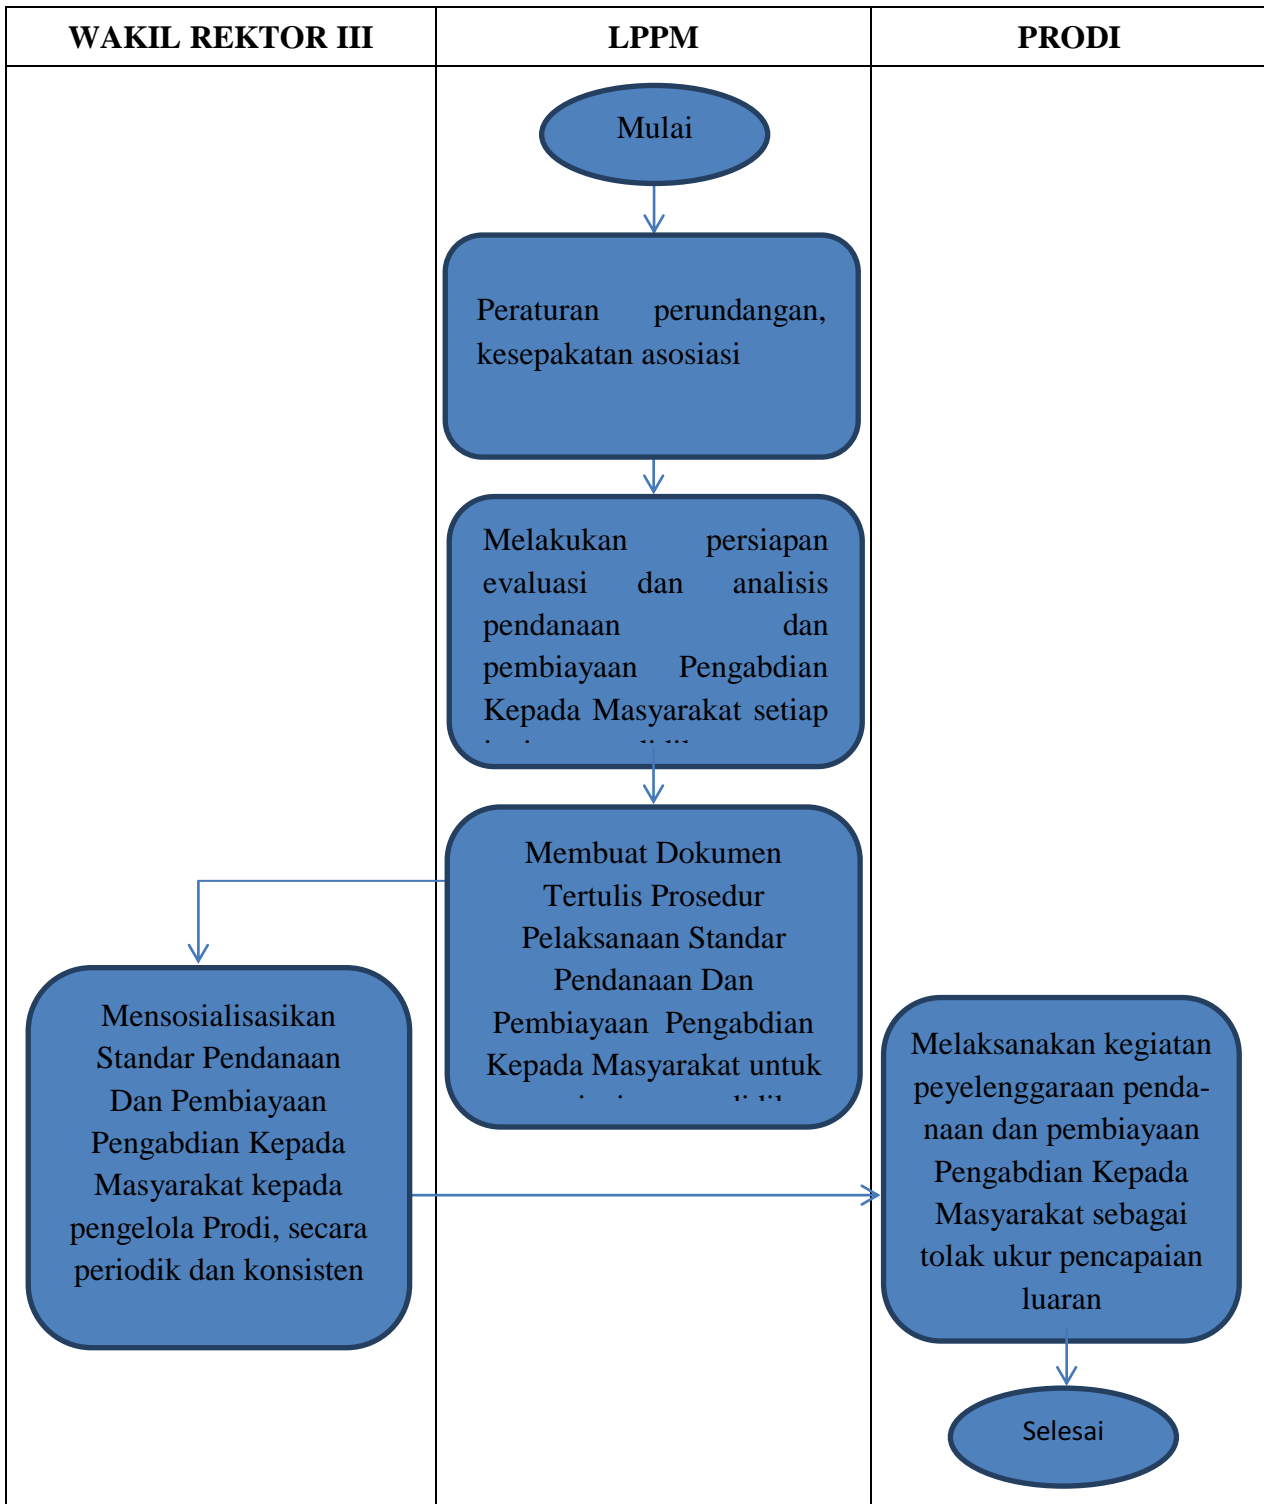 WAKIL REKTOR III
LPPM
PRODI
Mulai
Peraturan perundangan,
kesepakatan asosiasi
Melakukan persiapan
evaluasi dan analisis
pendanaan dan
pembiayaan Pengabdian
Kepada Masyarakat setiap
Membuat Dokumen
Tertulis Prosedur
Pelaksanaan Standar
Pendanaan Dan
Pembiayaan Pengabdian
Kepada Masyarakat untuk
Mensosialisasikan
Standar Pendanaan
Dan Pembiayaan
Pengabdian Kepada
Masyarakat kepada
pengelola Prodi, secara
periodik dan konsisten
Melaksanakan kegiatan
peyelenggaraan penda-
naan dan pembiayaan
Pengabdian Kepada
Masyarakat sebagai
tolak ukur pencapaian
luaran
Selesai